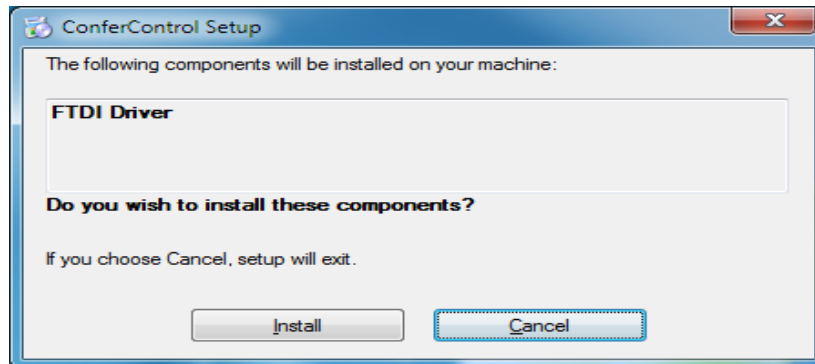 ConferControl Setup
The following components will be installed on your machine:
FTDI Driver
Do you wish to install these components?
If you choose Cancel, setup will exit.
Install
Cancel